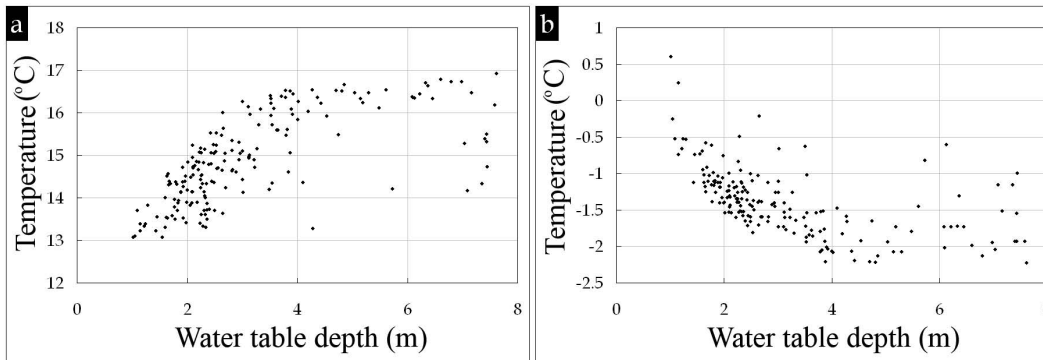 a
Temperature (°C)
18
17
16
15
14
13
12
0 2 4 6 8
Water table depth (m)
b
Temperature (°C)
1
0.5
0
-0.5
-1
-1.5
-2
-2.5
0 2 4 6 8
Water table depth (m)